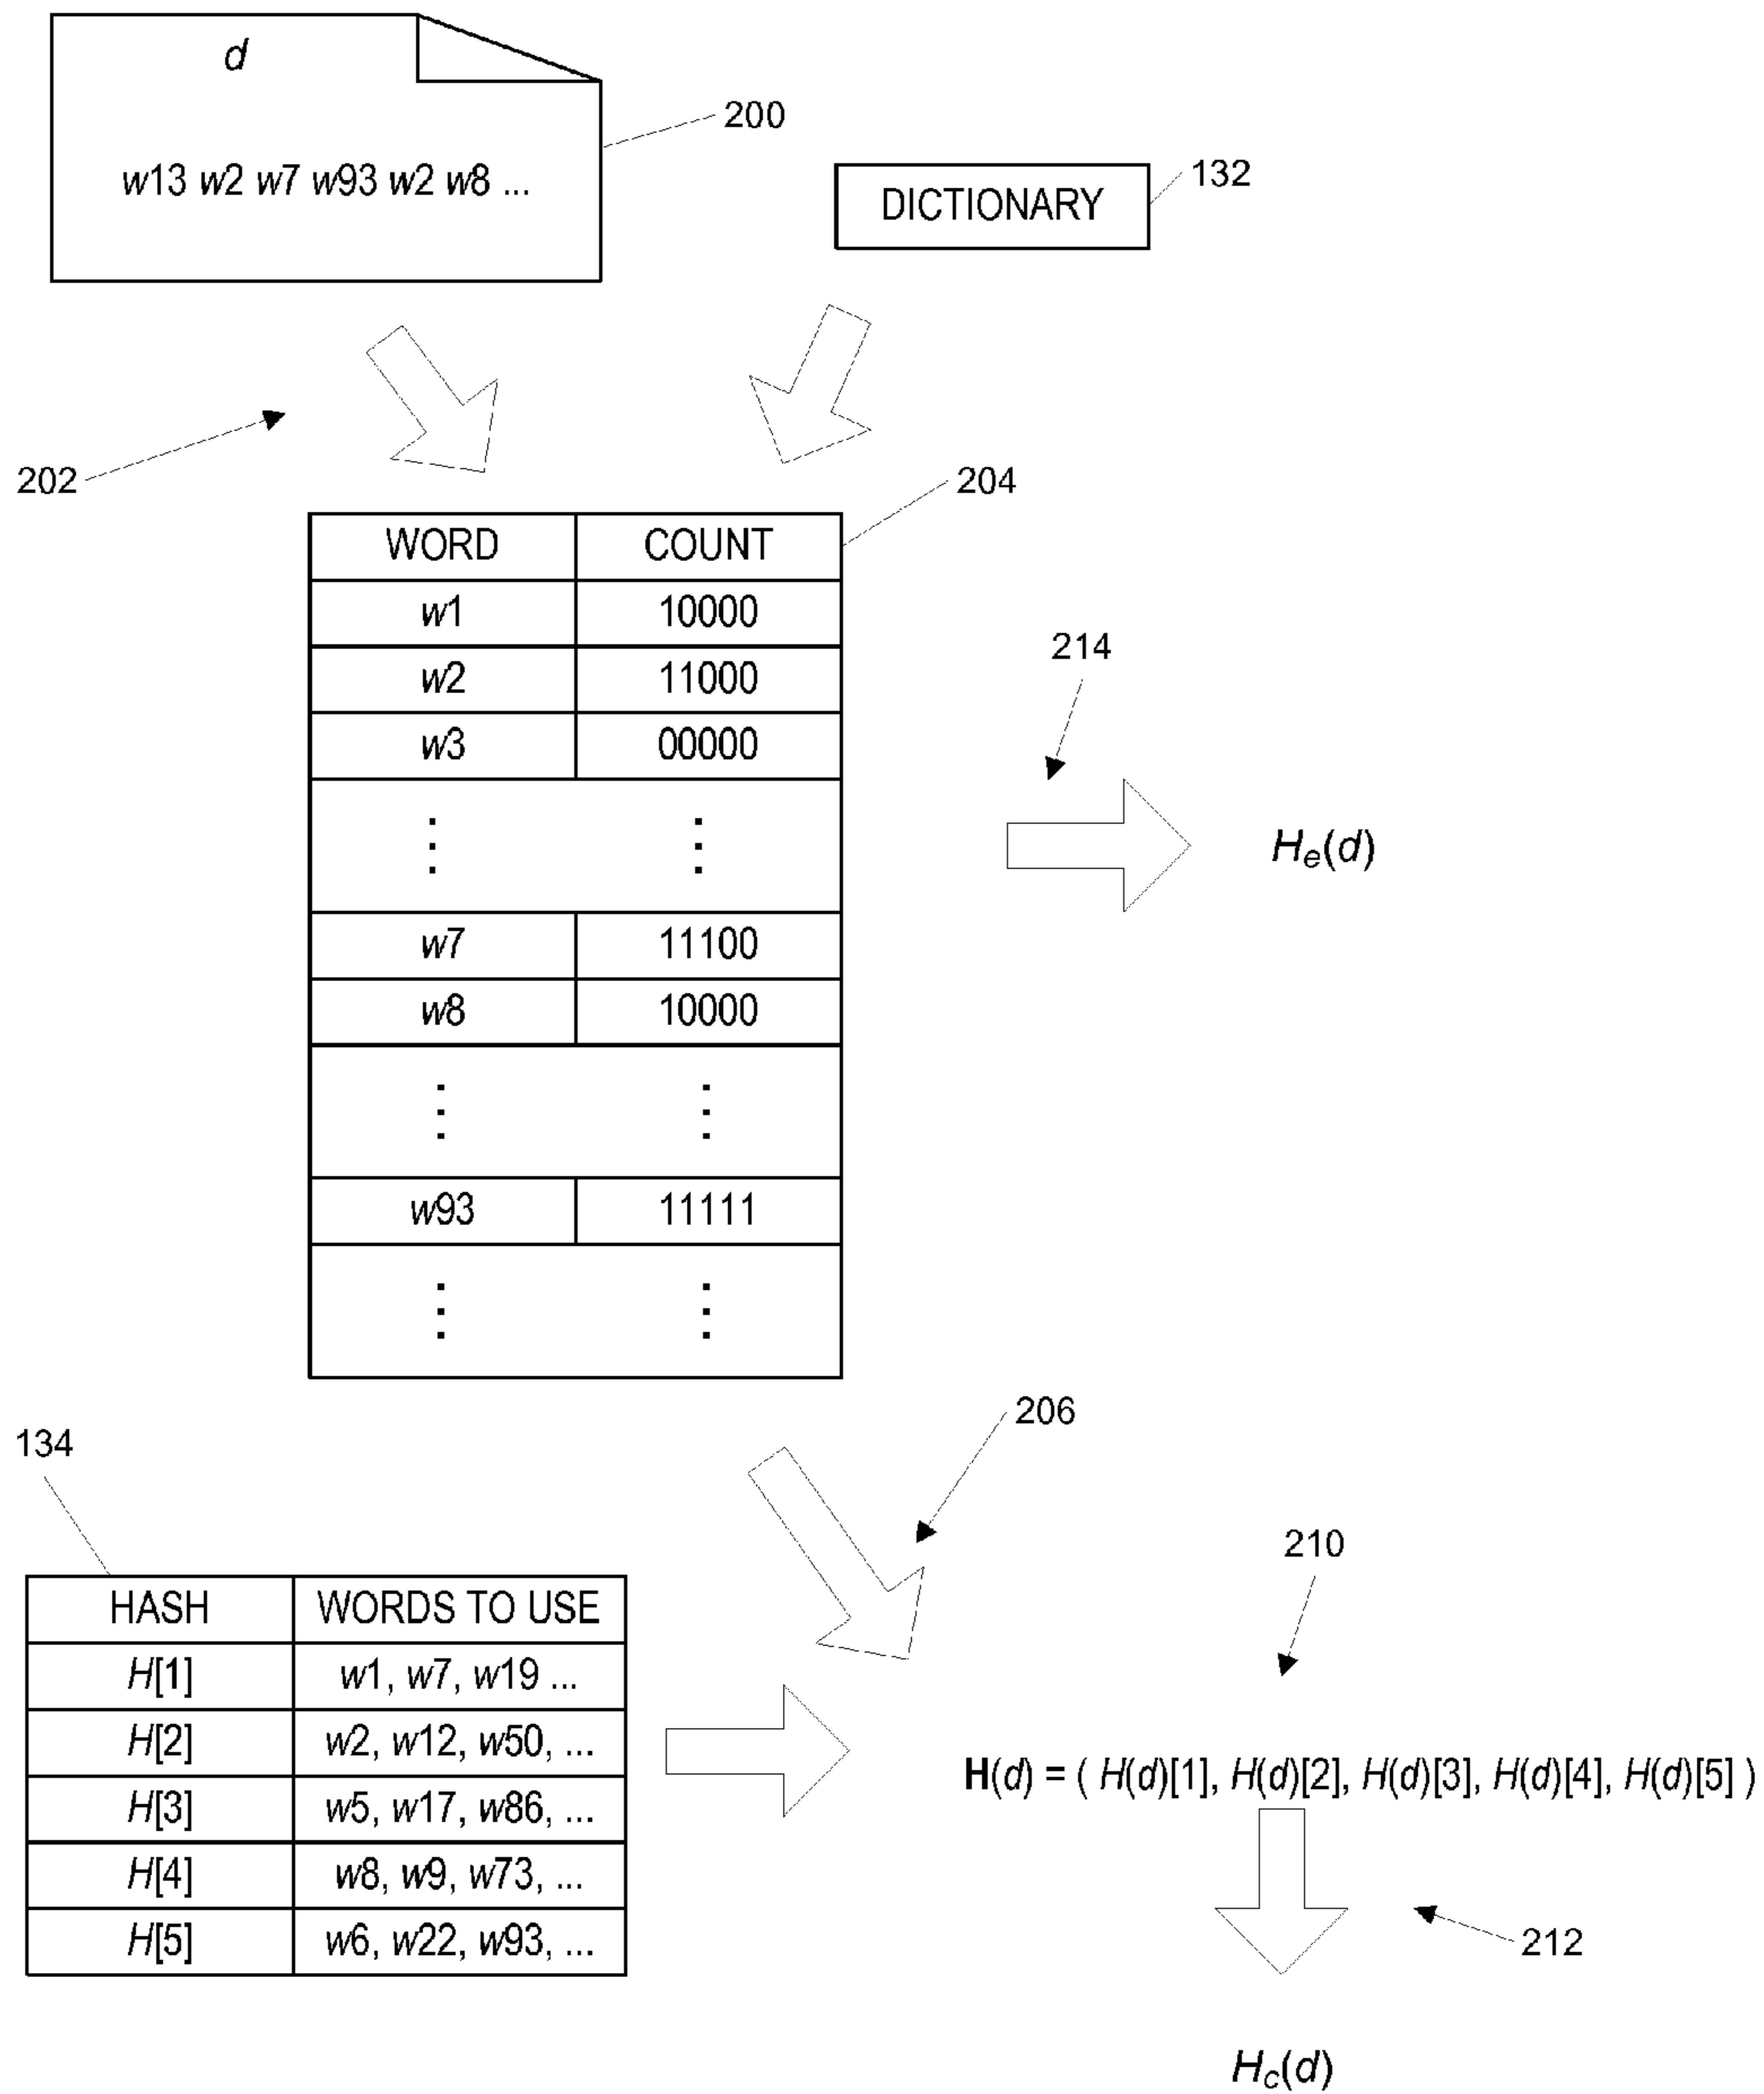 d
200
w13 w2 w7 w93 w2 w8 ...
132
DICTIONARY
202
204
WORD COUNT
w1 10000
w2 11000
w3 00000
⋮ ⋮
w7 11100
w8 10000
⋮ ⋮
w93 11111
⋮ ⋮
214
He(d)
206
134
HASH WORDS TO USE
H[1] w1, w7, w19 ...
H[2] w2, w12, w50, ...
H[3] w5, w17, w86, ...
H[4] w8, w9, w73, ...
H[5] w6, w22, w93, ...
210
H(d) = ( H(d)[1], H(d)[2], H(d)[3], H(d)[4], H(d)[5] )
212
Hc(d)